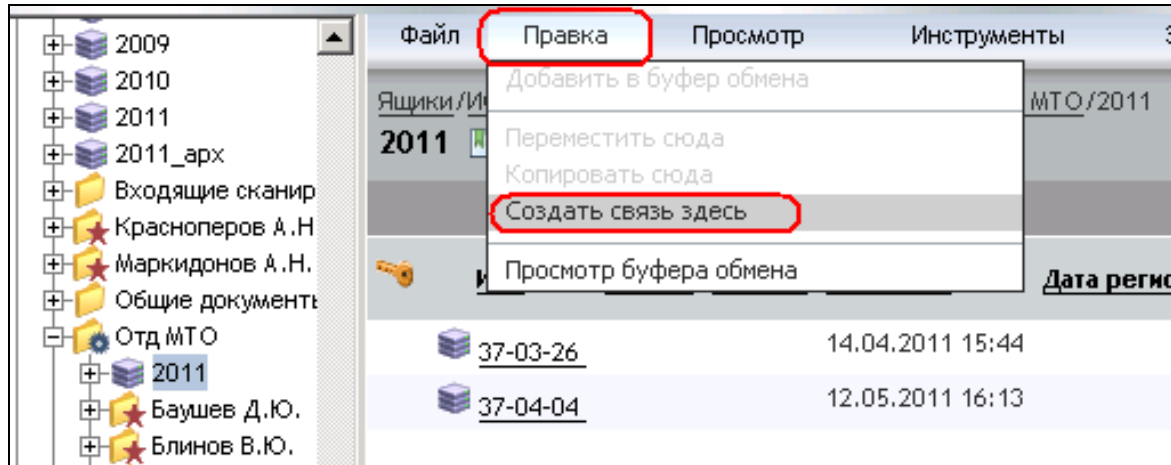 2009
2010
2011
2011_арх
Входящие сканир
Красноперов А.Н
Маркидонов А.Н.
Общие документь
Отд МТО
2011
Баушев Д.Ю.
Блинов В.Ю.
Файл Правка Просмотр Инструменты
Добавить в буфер обмена
Переместить сюда
Копировать сюда
Создать связь здесь
Просмотр буфера обмена
Ящики/И МТО/2011
2011
Дата регис
37-03-26 14.04.2011 15:44
37-04-04 12.05.2011 16:13